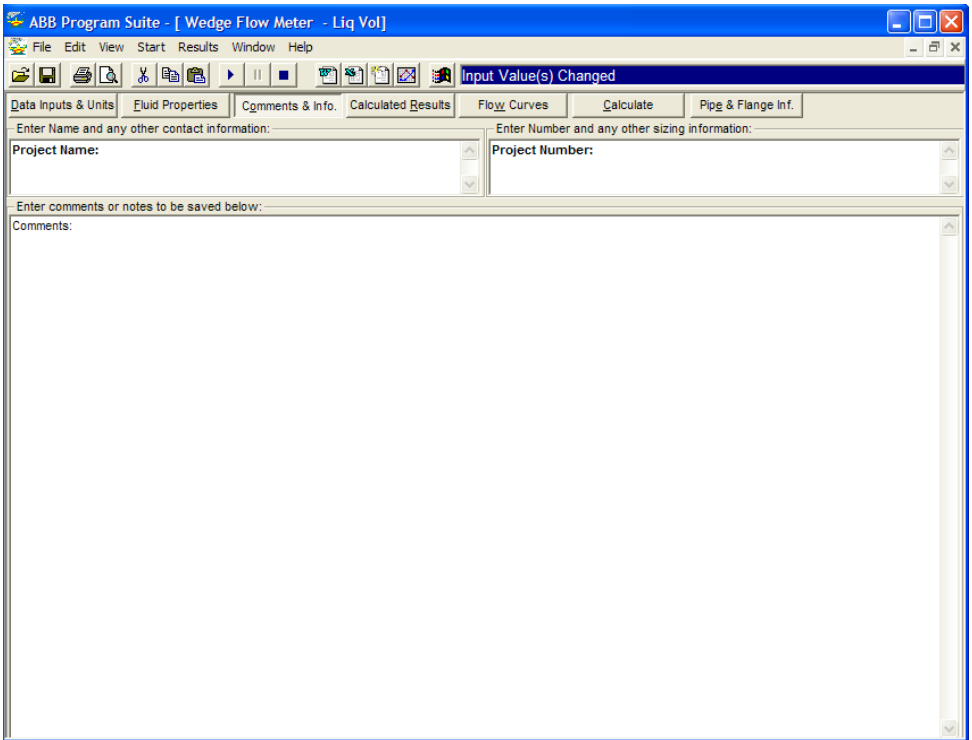 ABB Program Suite - [ Wedge Flow Meter - Liq Vol]
File Edit View Start Results Window Help
Input Value(s) Changed
Data Inputs & Units Fluid Properties Comments & Info. Calculated Results Flow Curves Calculate Pipe & Flange Inf.
Enter Name and any other contact information: Enter Number and any other sizing information:
Project Name: Project Number:
Enter comments or notes to be saved below:
Comments: